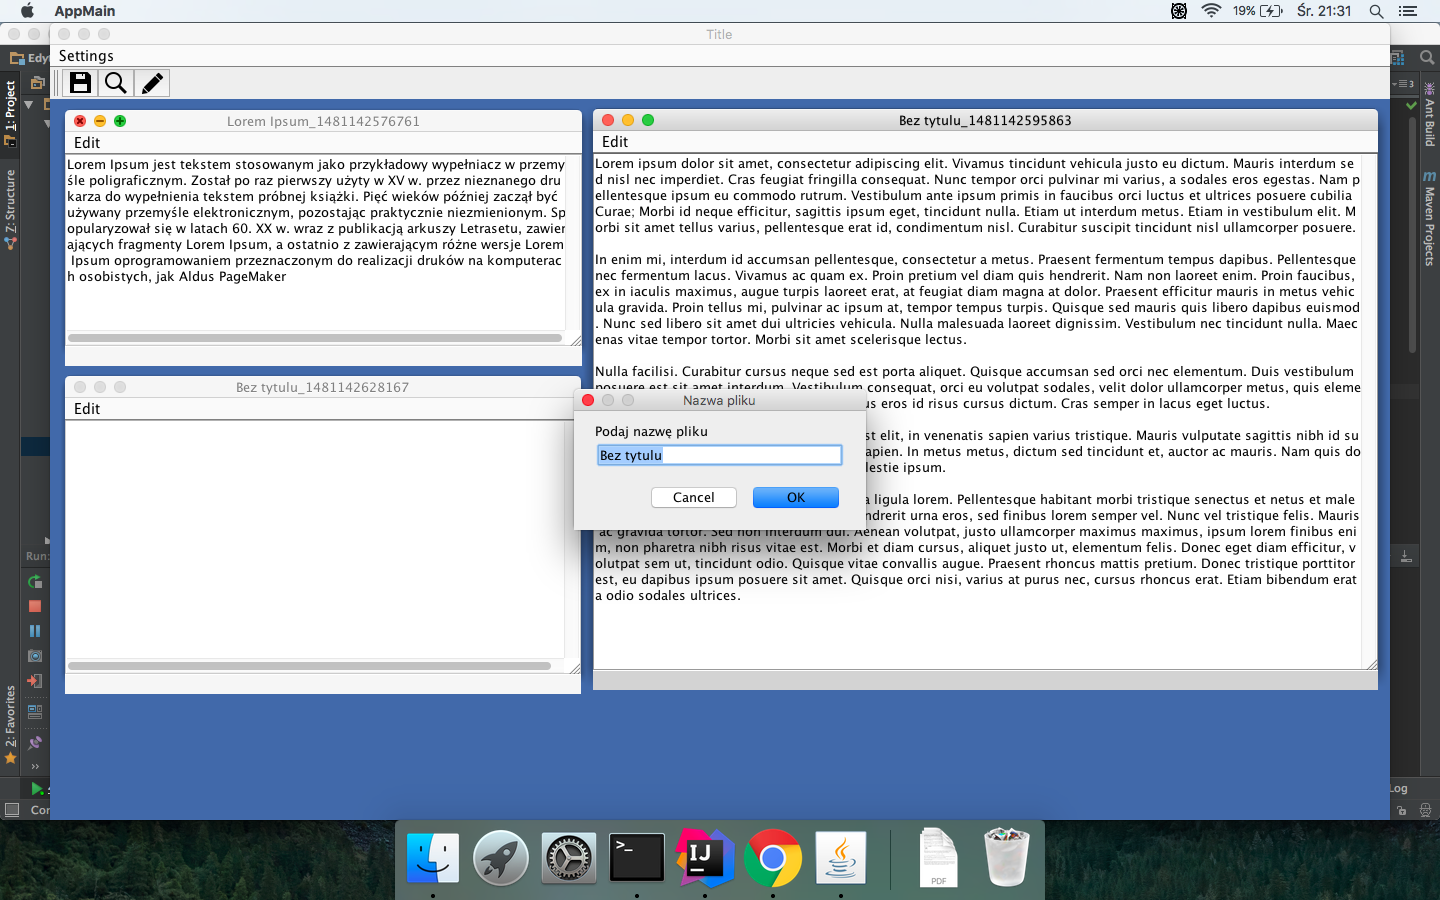 AppMain
19%
Śr. 21:31
Title
Settings
1: Project
Z: Structure
2: Favorites
Run:
Ant Build
Maven Projects
3
Lorem Ipsum_1481142576761
Edit
Lorem Ipsum jest tekstem stosowanym jako przykładowy wypełniacz w przemy
śle poligraficznym. Został po raz pierwszy użyty w XV w. przez nieznanego dru
karza do wypełnienia tekstem próbnej książki. Pięć wieków później zaczął być
używany przemyśle elektronicznym, pozostając praktycznie niezmienionym. Sp
opularyzował się w latach 60. XX w. wraz z publikacją arkuszy Letrasetu, zawier
ających fragmenty Lorem Ipsum, a ostatnio z zawierającym różne wersje Lorem
Ipsum oprogramowaniem przeznaczonym do realizacji druków na komputerac
h osobistych, jak Aldus PageMaker
Bez tytulu_1481142628167
Edit
Bez tytulu_1481142595863
Edit
Lorem ipsum dolor sit amet, consectetur adipiscing elit. Vivamus tincidunt vehicula justo eu dictum. Mauris interdum se
d nisl nec imperdiet. Cras feugiat fringilla consequat. Nunc tempor orci pulvinar mi varius, a sodales eros egestas. Nam p
ellentesque ipsum eu commodo rutrum. Vestibulum ante ipsum primis in faucibus orci luctus et ultrices posuere cubilia
Curae; Morbi id neque efficitur, sagittis ipsum eget, tincidunt nulla. Etiam ut interdum metus. Etiam in vestibulum elit. M
orbi sit amet tellus varius, pellentesque erat id, condimentum nisl. Curabitur suscipit tincidunt nisl ullamcorper posuere.
In enim mi, interdum id accumsan pellentesque, consectetur a metus. Praesent fermentum tempus dapibus. Pellentesque
nec fermentum lacus. Vivamus ac quam ex. Proin pretium vel diam quis hendrerit. Nam non laoreet enim. Proin faucibus,
ex in iaculis maximus, augue turpis laoreet erat, at feugiat diam magna at dolor. Praesent efficitur mauris in metus vehic
ula gravida. Proin tellus mi, pulvinar ac ipsum at, tempor tempus turpis. Quisque sed mauris quis libero dapibus euismod
. Nunc sed libero sit amet dui ultricies vehicula. Nulla malesuada laoreet dignissim. Vestibulum nec tincidunt nulla. Maec
enas vitae tempor tortor. Morbi sit amet scelerisque lectus.
Nulla facilisi. Curabitur cursus neque sed est porta aliquet. Quisque accumsan sed orci nec elementum. Duis vestibulum
posuere est sit amet interdum. Vestibulum consequat, orci eu volutpat sodales, velit dolor ullamcorper metus, quis eleme
us eros id risus cursus dictum. Cras semper in lacus eget luctus.
st elit, in venenatis sapien varius tristique. Mauris vulputate sagittis nibh id su
apien. In metus metus, dictum sed tincidunt et, auctor ac mauris. Nam quis do
lestie ipsum.
a ligula lorem. Pellentesque habitant morbi tristique senectus et netus et male
ndrerit urna eros, sed finibus lorem semper vel. Nunc vel tristique felis. Mauris
ac gravida tortor. Sed non interdum dui. Aenean volutpat, justo ullamcorper maximus maximus, ipsum lorem finibus eni
m, non pharetra nibh risus vitae est. Morbi et diam cursus, aliquet justo ut, elementum felis. Donec eget diam efficitur, v
olutpat sem ut, tincidunt odio. Quisque vitae convallis augue. Praesent rhoncus mattis pretium. Donec tristique porttitor
est, eu dapibus ipsum posuere sit amet. Quisque orci nisi, varius at purus nec, cursus rhoncus erat. Etiam bibendum erat
a odio sodales ultrices.
Nazwa pliku
Podaj nazwę pliku
Bez tytulu
Cancel
OK
Log
>_
IJ
PDF